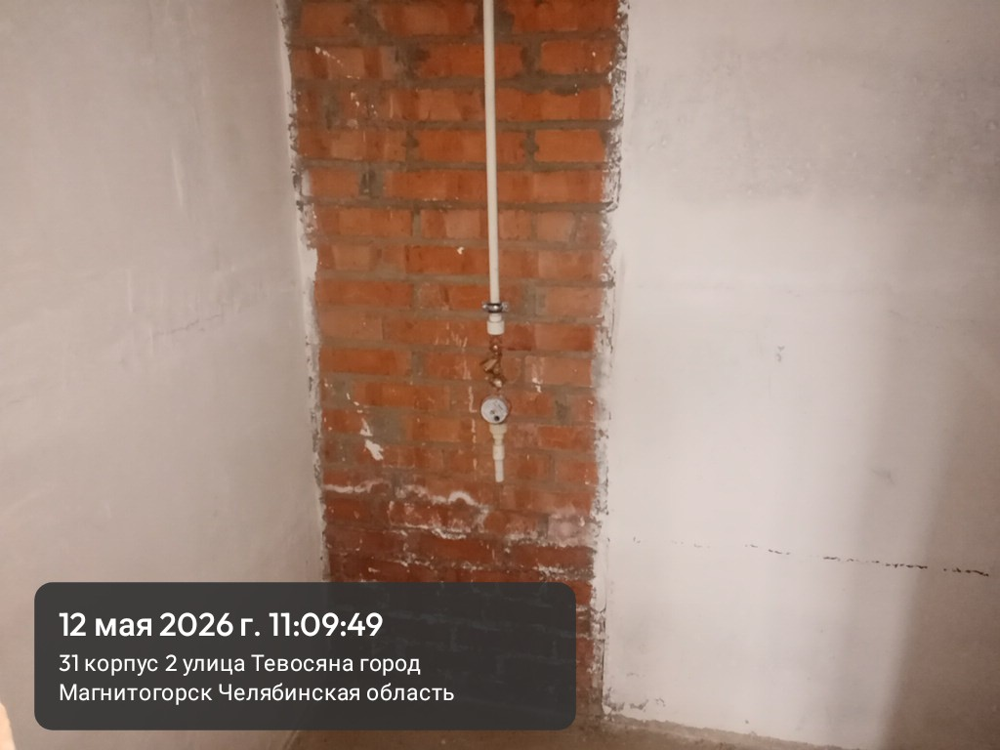 12 мая 2026 г. 11:09:49
31 корпус 2 улица Тевосяна город
Магнитогорск Челябинская область